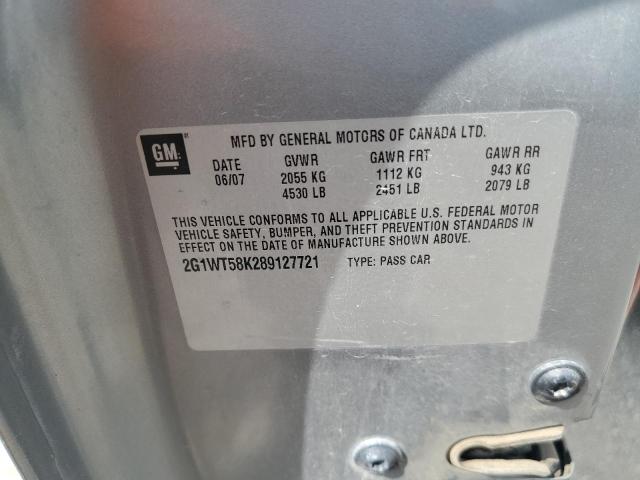 GM
MFD BY GENERAL MOTORS OF CANADA LTD.
DATE GVWR GAWR FRT GAWR RR
06/07 2055 KG 1112 KG 943 KG
4530 LB 2451 LB 2079 LB
THIS VEHICLE CONFORMS TO ALL APPLICABLE U.S. FEDERAL MOTOR
VEHICLE SAFETY, BUMPER, AND THEFT PREVENTION STANDARDS IN
EFFECT ON THE DATE OF MANUFACTURE SHOWN ABOVE.
2G1WT58K289127721 TYPE: PASS CAR